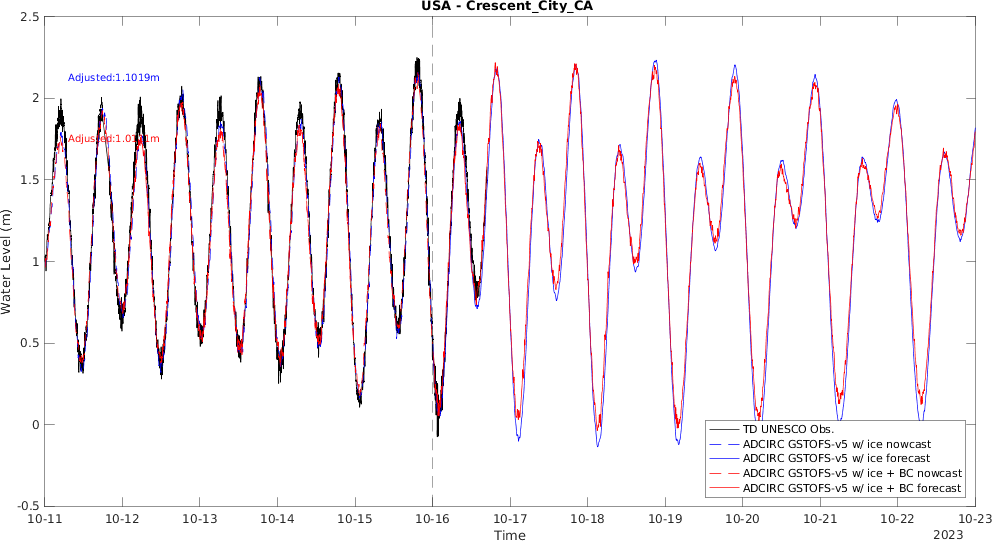 USA - Crescent_City_CA
2.5
2
1.5
1
0.5
0
-0.5
Water Level (m)
Adjusted:1.1019m
10-11 10-12 10-13 10-14 10-15 10-16 10-17 10-18 10-19 10-20 10-21 10-22 10-23
Time
2023
TD UNESCO Obs.
ADCIRC GSTOFS-v5 w/ ice nowcast
ADCIRC GSTOFS-v5 w/ ice forecast
ADCIRC GSTOFS-v5 w/ ice + BC nowcast
ADCIRC GSTOFS-v5 w/ ice + BC forecast